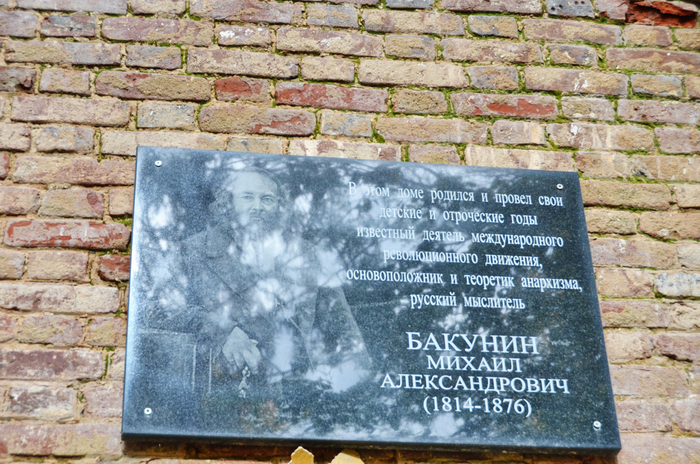 В этом доме родился и провел свои
детские и отроческие годы
известный деятель международного
революционного движения,
основоположник и теоретик анархизма,
русский мыслитель
БАКУНИН
МИХАИЛ
АЛЕКСАНДРОВИЧ
(1814-1876)